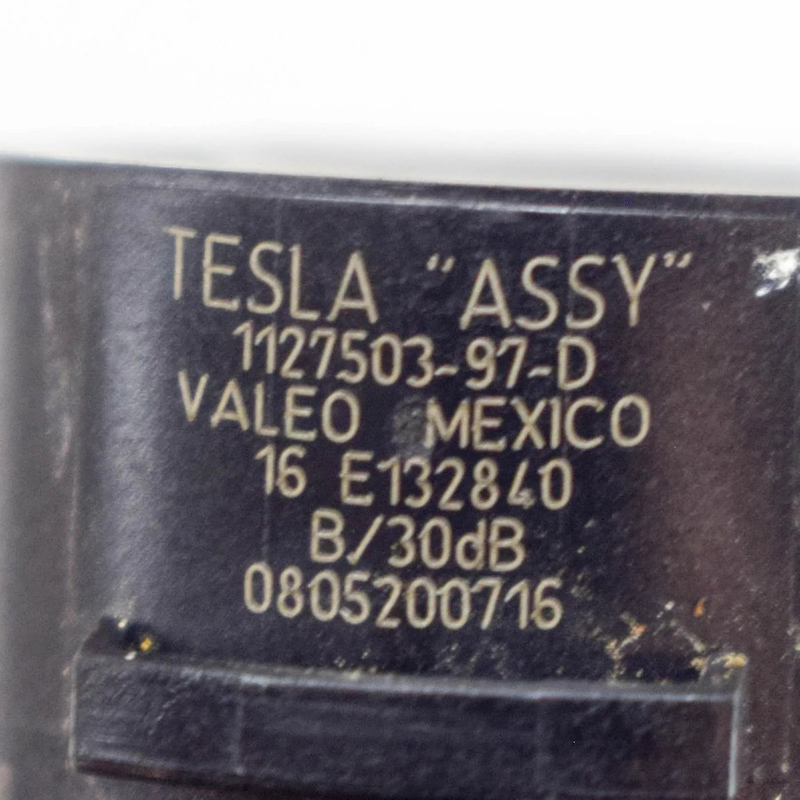 TESLA "ASSY"
1127503-97-D
VALEO MEXICO
16 E132840
B/30dB
0805200716